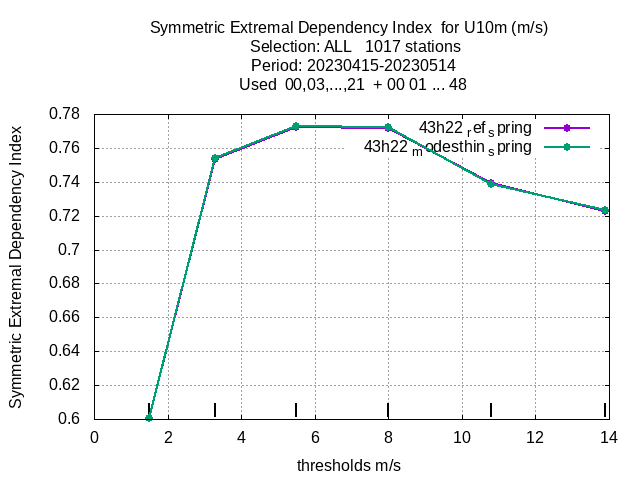 Symmetric Extremal Dependency Index for U10m (m/s)
Selection: ALL 1017 stations
Period: 20230415-20230514
Used 00,03,...,21 + 00 01 ... 48
43h22 ref spring
43h22 modesthin spring
Symmetric Extremal Dependency Index
0.78
0.76
0.74
0.72
0.7
0.68
0.66
0.64
0.62
0.6
0 2 4 6 8 10 12 14
thresholds m/s